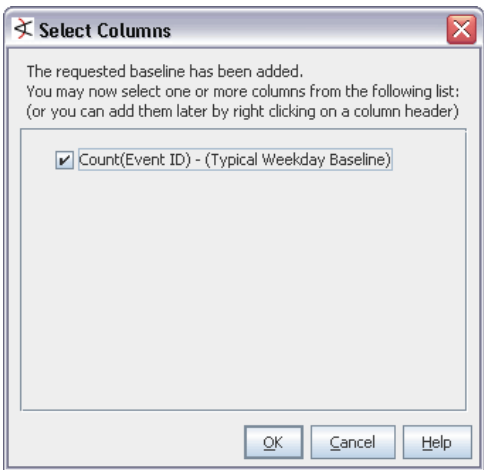 Select Columns
The requested baseline has been added.
You may now select one or more columns from the following list:
(or you can add them later by right clicking on a column header)
Count(Event ID) - (Typical Weekday Baseline)
OK Cancel Help